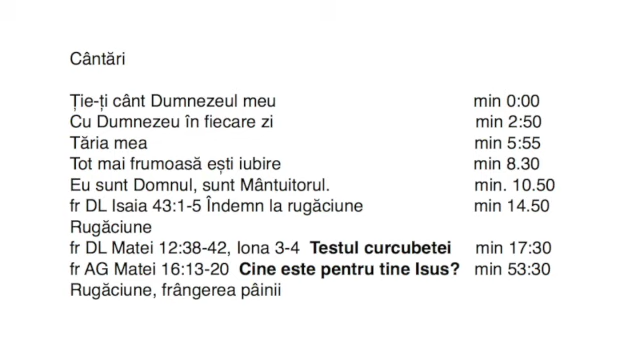 Cântări
Ție-ți cânt Dumnezeul meu min 0:00
Cu Dumnezeu în fiecare zi min 2:50
Tăria mea min 5:55
Tot mai frumoasă ești iubire min 8.30
Eu sunt Domnul, sunt Mântuitorul. min. 10.50
fr DL Isaia 43:1-5 Îndemn la rugăciune min 14.50
Rugăciune
fr DL Matei 12:38-42, Iona 3-4 Testul curcubetei min 17:30
fr AG Matei 16:13-20 Cine este pentru tine Isus? min 53:30
Rugăciune, frângerea pâinii